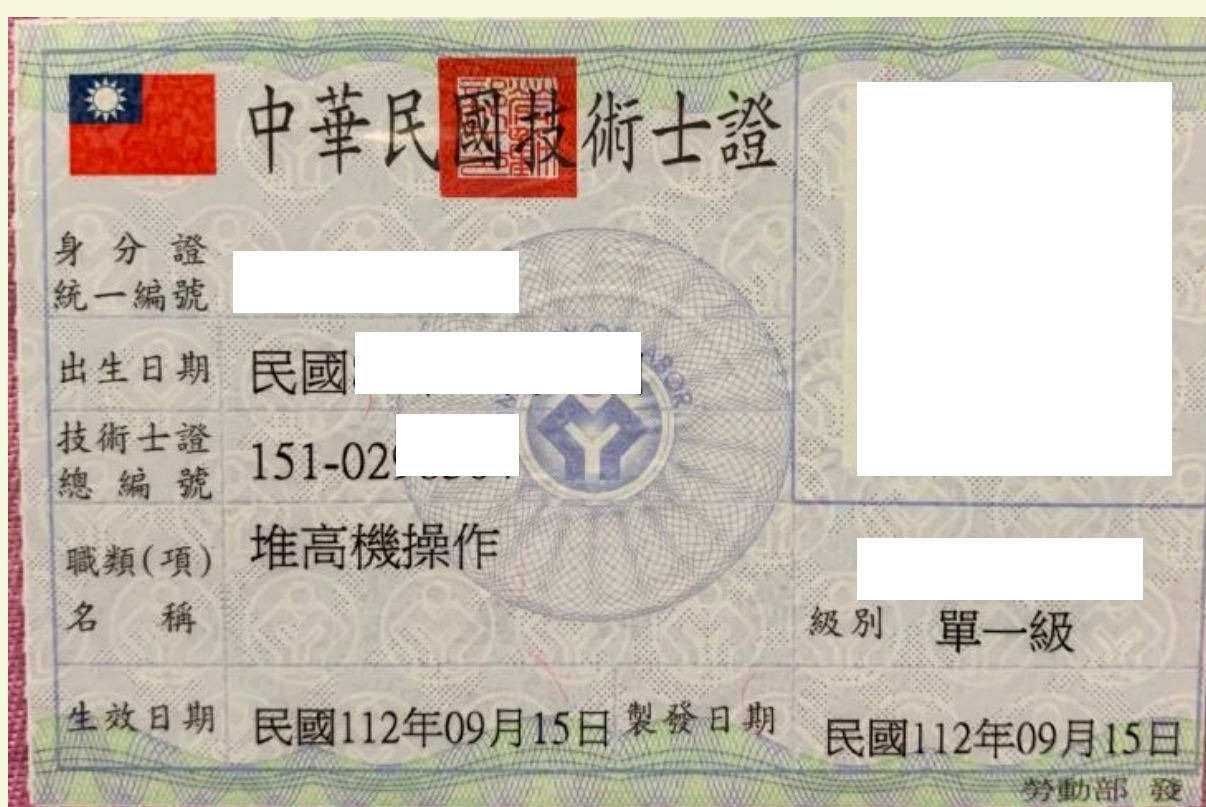 中華民國技術士證
身分證
統一編號
出生日期 民國
技術士證
總編號 151-02
職類(項)
名稱 堆高機操作
級別 單一級
生效日期 民國112年09月15日 製發日期 民國112年09月15日
勞動部 發